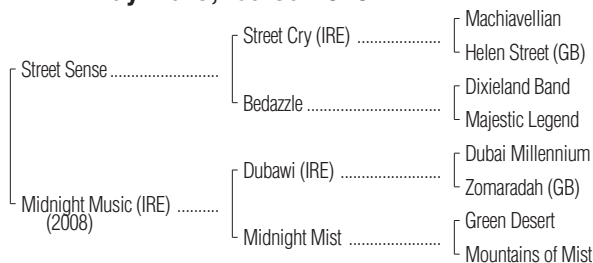 Street Cry (IRE)
Machiavellian
Helen Street (GB)
Street Sense
Bedazzle
Dixieland Band
Majestic Legend
Dubawi (IRE)
Dubai Millennium
Zomaradah (GB)
Midnight Music (IRE)
(2008)
Midnight Mist
Green Desert
Mountains of Mist